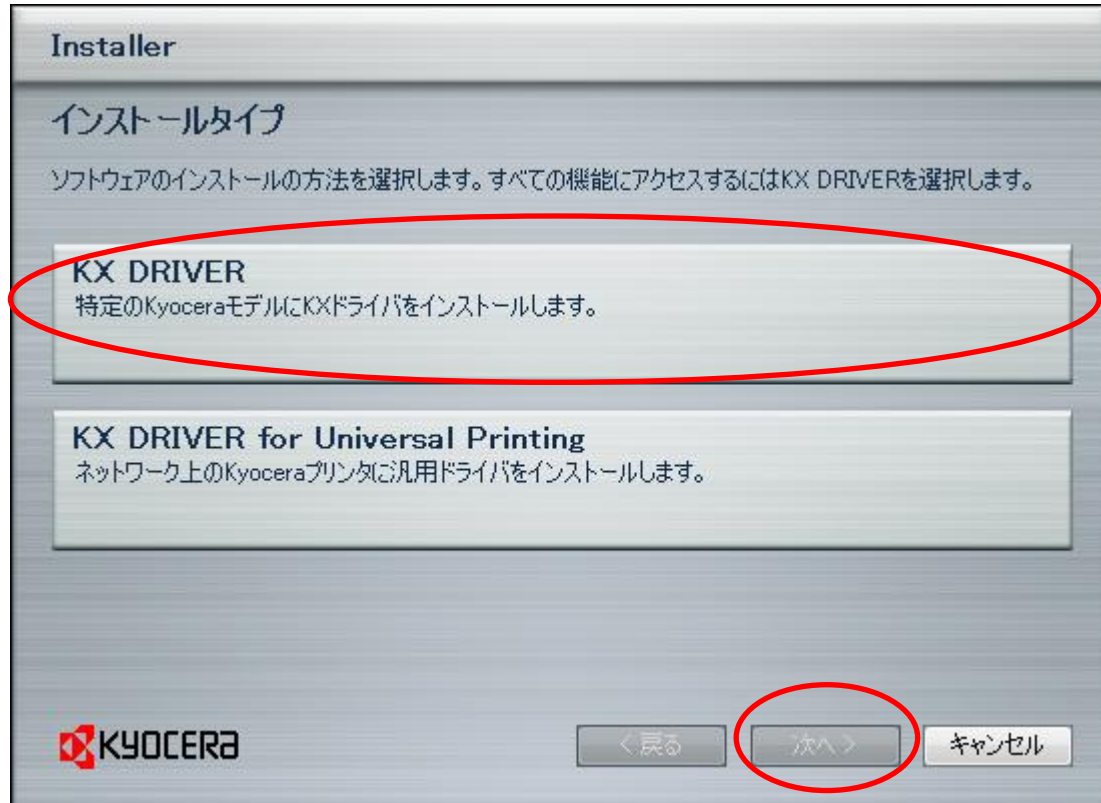 Installer
インストールタイプ
ソフトウェアのインストールの方法を選択します。すべての機能にアクセスするにはKX DRIVERを選択します。
KX DRIVER
特定のKyoceraモデルにKXドライバをインストールします。
KX DRIVER for Universal Printing
ネットワーク上のKyoceraプリンタに汎用ドライバをインストールします。
KYOCERA
< 戻る
次へ >
キャンセル